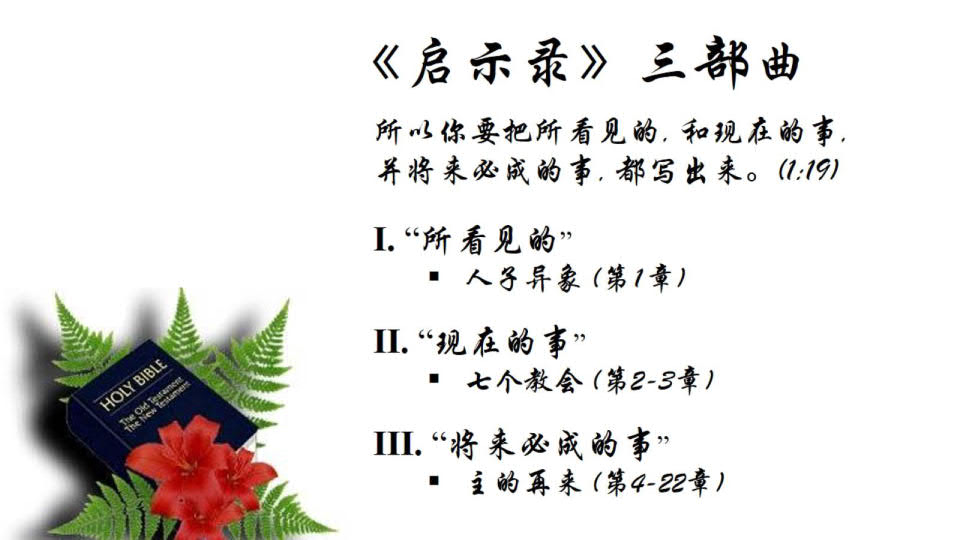 《启示录》三部曲
所以你要把所看见的, 和现在的事,
并将来必成的事, 都写出来。(1:19)
I. “所看见的”
▪ 人子异象 (第1章)
II. “现在的事”
▪ 七个教会 (第2-3章)
III. “将来必成的事”
▪ 主的再来 (第4-22章)
HOLY BIBLE
The Old Testament
The New Testament